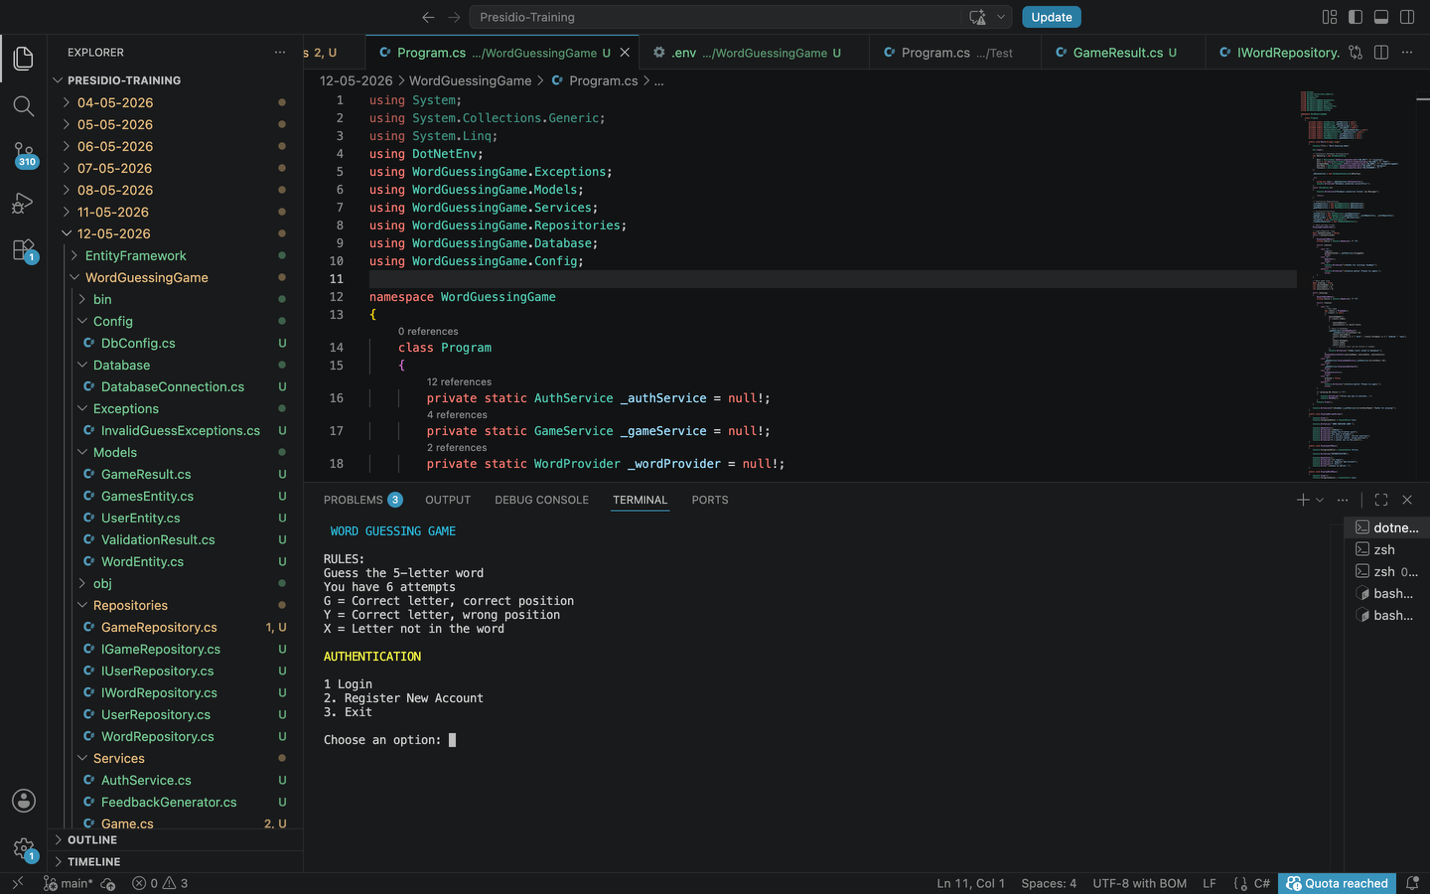 Presidio-Training
Update
EXPLORER
PRESIDIO-TRAINING
04-05-2026
05-05-2026
06-05-2026
07-05-2026
08-05-2026
11-05-2026
12-05-2026
EntityFramework
WordGuessingGame
bin
Config
DbConfig.cs U
Database
DatabaseConnection.cs U
Exceptions
InvalidGuessExceptions.cs U
Models
GameResult.cs U
GamesEntity.cs U
UserEntity.cs U
ValidationResult.cs U
WordEntity.cs U
obj
Repositories
GameRepository.cs 1, U
IGameRepository.cs U
IUserRepository.cs U
IWordRepository.cs U
UserRepository.cs U
WordRepository.cs U
Services
AuthService.cs U
FeedbackGenerator.cs U
Game.cs 2, U
OUTLINE
TIMELINE
310
1
1
s 2, U
Program.cs .../WordGuessingGame U
.env .../WordGuessingGame U
Program.cs .../Test
GameResult.cs U
IWordRepository.
12-05-2026 > WordGuessingGame > Program.cs > ...
1 using System;
2 using System.Collections.Generic;
3 using System.Linq;
4 using DotNetEnv;
5 using WordGuessingGame.Exceptions;
6 using WordGuessingGame.Models;
7 using WordGuessingGame.Services;
8 using WordGuessingGame.Repositories;
9 using WordGuessingGame.Database;
10 using WordGuessingGame.Config;
11
12 namespace WordGuessingGame
13 {
0 references
14 class Program
15 {
12 references
16 private static AuthService _authService = null!;
4 references
17 private static GameService _gameService = null!;
2 references
18 private static WordProvider _wordProvider = null!;
PROBLEMS 3 OUTPUT DEBUG CONSOLE TERMINAL PORTS
WORD GUESSING GAME
RULES:
Guess the 5-letter word
You have 6 attempts
G = Correct letter, correct position
Y = Correct letter, wrong position
X = Letter not in the word
AUTHENTICATION
1 Login
2. Register New Account
3. Exit
Choose an option:
dotne...
zsh
zsh 0...
bash...
bash...
main* 0 3
Ln 11, Col 1 Spaces: 4 UTF-8 with BOM LF {} C# Quota reached